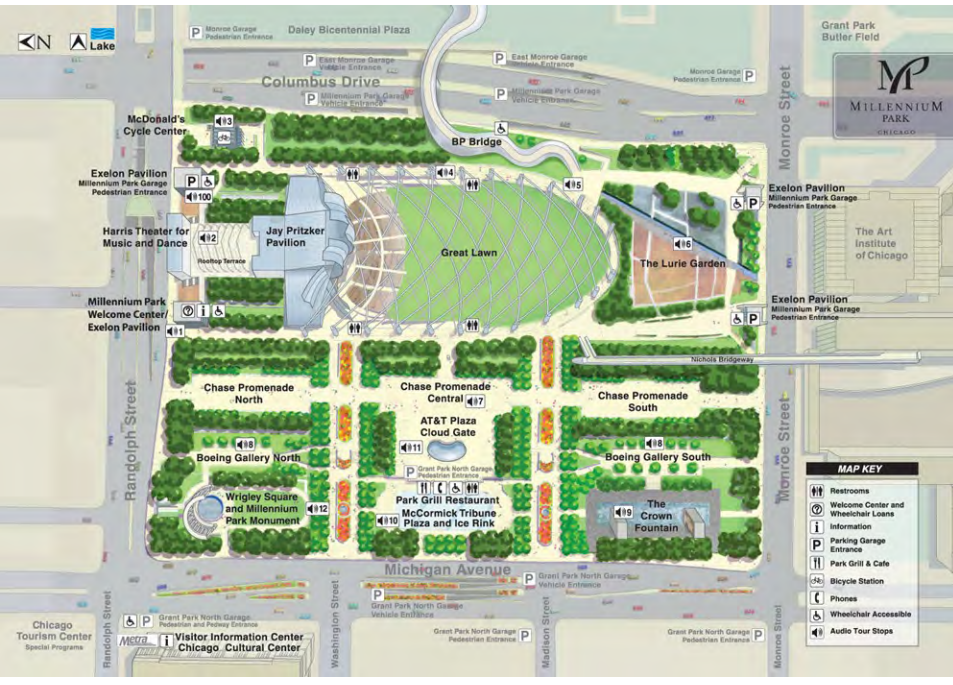 N
Lake
P Monroe Garage
Pedestrian Entrance
Daley Bicentennial Plaza
Grant Park
Butler Field
P East Monroe Garage
Vehicle Entrance
P East Monroe Garage
Vehicle Entrance
Monroe Garage
Pedestrian Entrance P
Columbus Drive
P Millennium Park Garage
Vehicle Entrance
P Millennium Park Garage
Vehicle Entrance
MP
MILLENNIUM
PARK
CHICAGO
McDonald's
Cycle Center
3
BP Bridge
Monroe Street
Exelon Pavilion
Millennium Park Garage
Pedestrian Entrance
P
100
4
5
Exelon Pavilion
Millennium Park Garage
Pedestrian Entrance
P
Harris Theater for
Music and Dance
2
Rooftop Terrace
Jay Pritzker
Pavilion
Great Lawn
6
The Lurie Garden
The Art
Institute
of Chicago
Millennium Park
Welcome Center/
Exelon Pavilion
? i
1
Exelon Pavilion
Millennium Park Garage
Pedestrian Entrance
P
Nichols Bridgeway
Randolph Street
Chase Promenade
North
Chase Promenade
Central
7
Chase Promenade
South
Monroe Street
AT&T Plaza
Cloud Gate
11
8
Boeing Gallery North
8
Boeing Gallery South
P Grant Park North Garage
Pedestrian Entrance
Wrigley Square
and Millennium
Park Monument
12
Park Grill Restaurant
McCormick Tribune
Plaza and Ice Rink
10
The
Crown
Fountain
9
MAP KEY
Restrooms
? Welcome Center and
Wheelchair Loans
i Information
P Parking Garage
Entrance
Park Grill & Cafe
Bicycle Station
Phones
Wheelchair Accessible
Audio Tour Stops
Michigan Avenue
P Grant Park North Garage
Vehicle Entrance
P
Grant Park North Garage
Vehicle Entrance
Randolph Street
Washington Street
Madison Street
Monroe Street
P Grant Park North Garage
Pedestrian and Pedway Entrance
Grant Park North Garage
Pedestrian Entrance P
Grant Park North Garage
Pedestrian Entrance P
Chicago
Tourism Center
Special Programs
Metra
i Visitor Information Center
Chicago Cultural Center